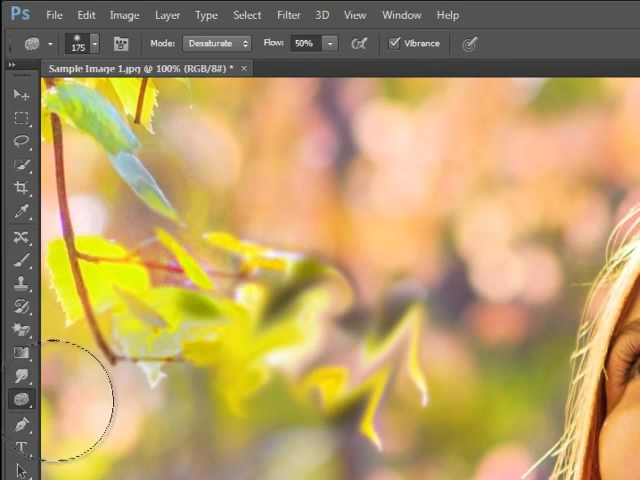 Ps File Edit Image Layer Type Select Filter 3D View Window Help
175 Mode: Desaturate Flow: 50% Vibrance
Sample Image 1.jpg @ 100% (RGB/8#) * ×
T